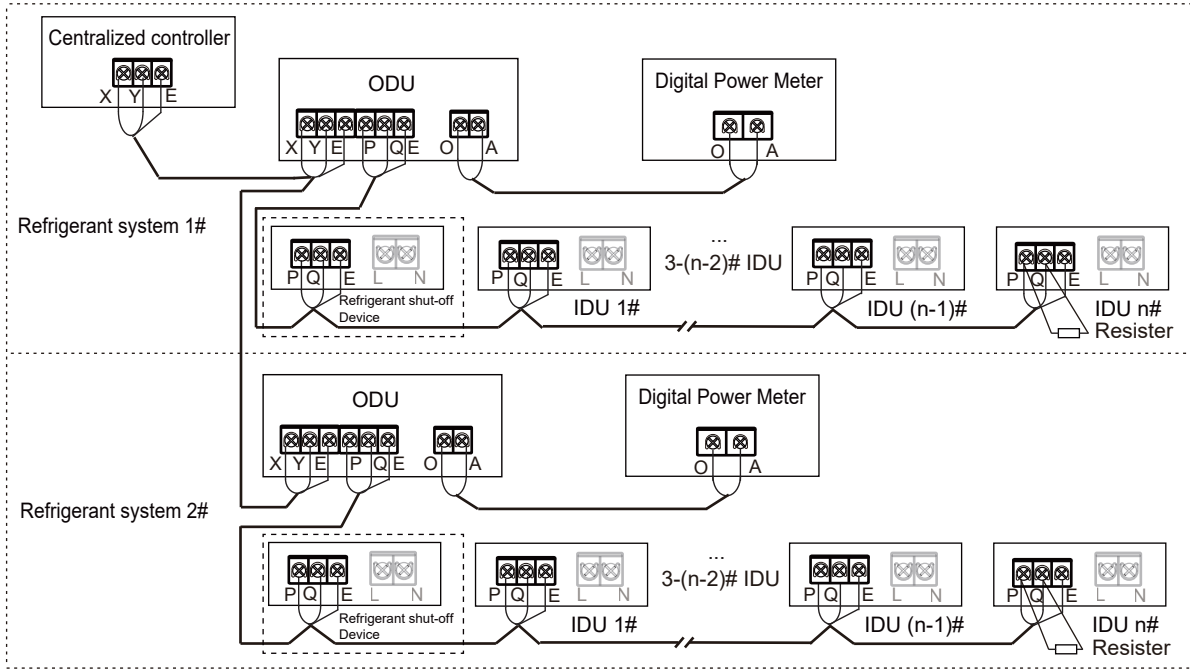 Centralized controller
X Y E
ODU
X Y E P Q E O A
Digital Power Meter
O A
Refrigerant system 1#
P Q E L N
Refrigerant shut-off
Device
P Q E L N
IDU 1#
...
3-(n-2)# IDU
P Q E L N
IDU (n-1)#
P Q E L N
IDU n#
Resister
ODU
X Y E P Q E O A
Digital Power Meter
O A
Refrigerant system 2#
P Q E L N
Refrigerant shut-off
Device
P Q E L N
IDU 1#
...
3-(n-2)# IDU
P Q E L N
IDU (n-1)#
P Q E L N
IDU n#
Resister